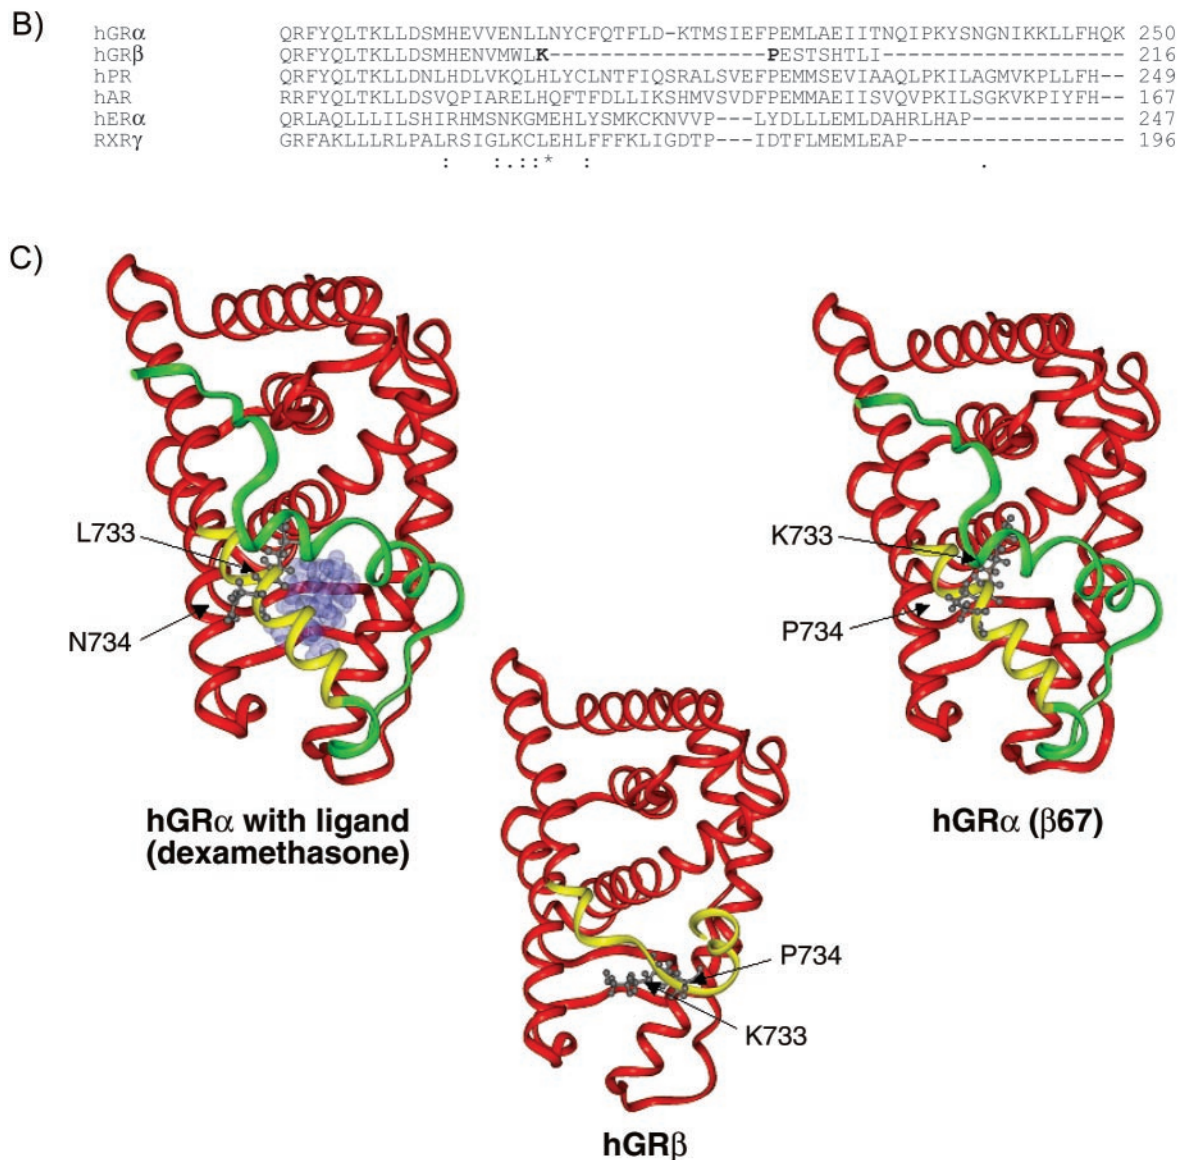 B)
hGRα QRFYQLTKLLDSMHEVVENLLNYCFQTFLD-KTMSIEFPEMLAEIITNQIPKYSNGNIKKLLFHQK 250
hGRβ QRFYQLTKLLDSMHENVMWLK-----------------PESTSHTLI------------------- 216
hPR QRFYQLTKLLDNLHDLVKQLHLYCLNTFIQSRALSVEFPEMMSEVIAAQLPKILAGMVKPLLFH-- 249
hAR RRFYQLTKLLDSVQPIARELHQFTFDLLIKSHMVSVDFPEMMAEIISVQVPKILSGKVKPIYFH-- 167
hERα QRLAQLLLILSHIRHMSNKGMEHLYSMKCKNVVP---LYDLLLEMLDAHRLHAP------------ 247
RXRγ GRFAKLLLRLPALRSIGLKCLEHLFFFKLIGDTP---IDTFLMEMLEAP----------------- 196
: :.::* : .
C)
L733
N734
hGRα with ligand
(dexamethasone)
K733
P734
hGRα (β67)
P734
K733
hGRβ